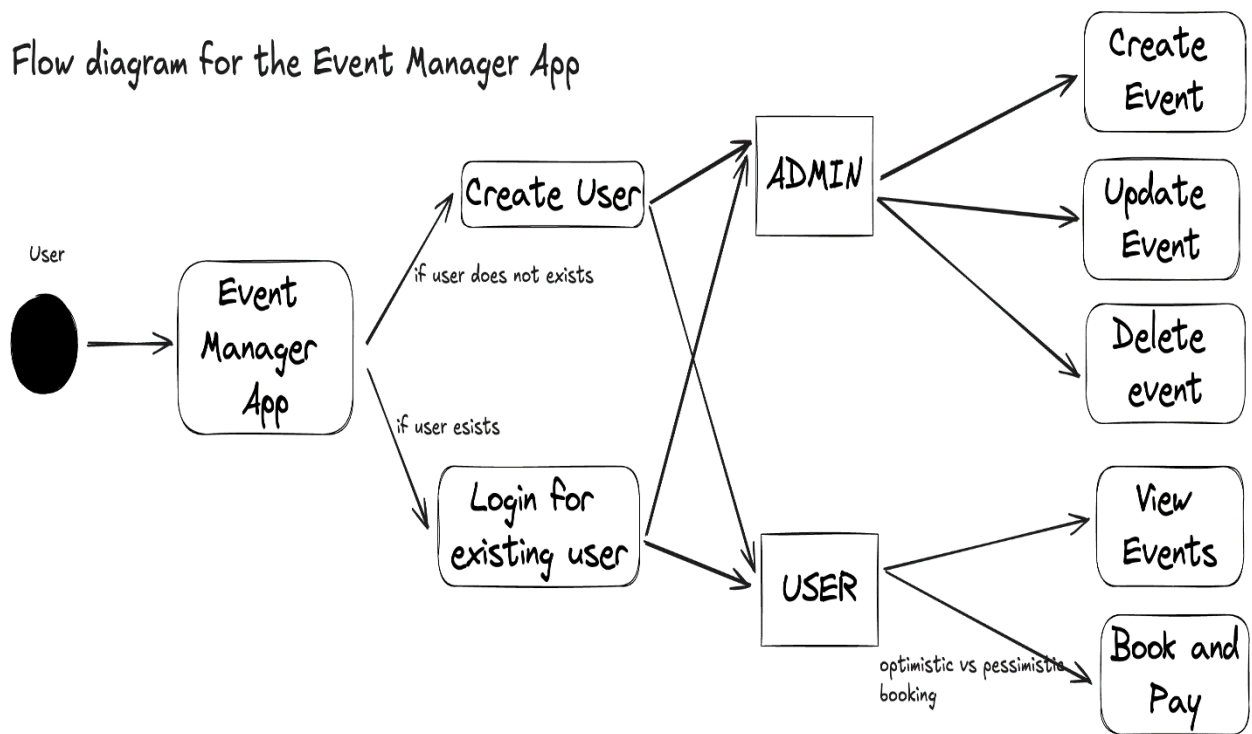 Flow diagram for the Event Manager App
User
Event
Manager
App
if user does not exists
Create User
if user esists
Login for
existing user
ADMIN
USER
Create
Event
Update
Event
Delete
event
View
Events
optimistic vs pessimistic
booking
Book and
Pay